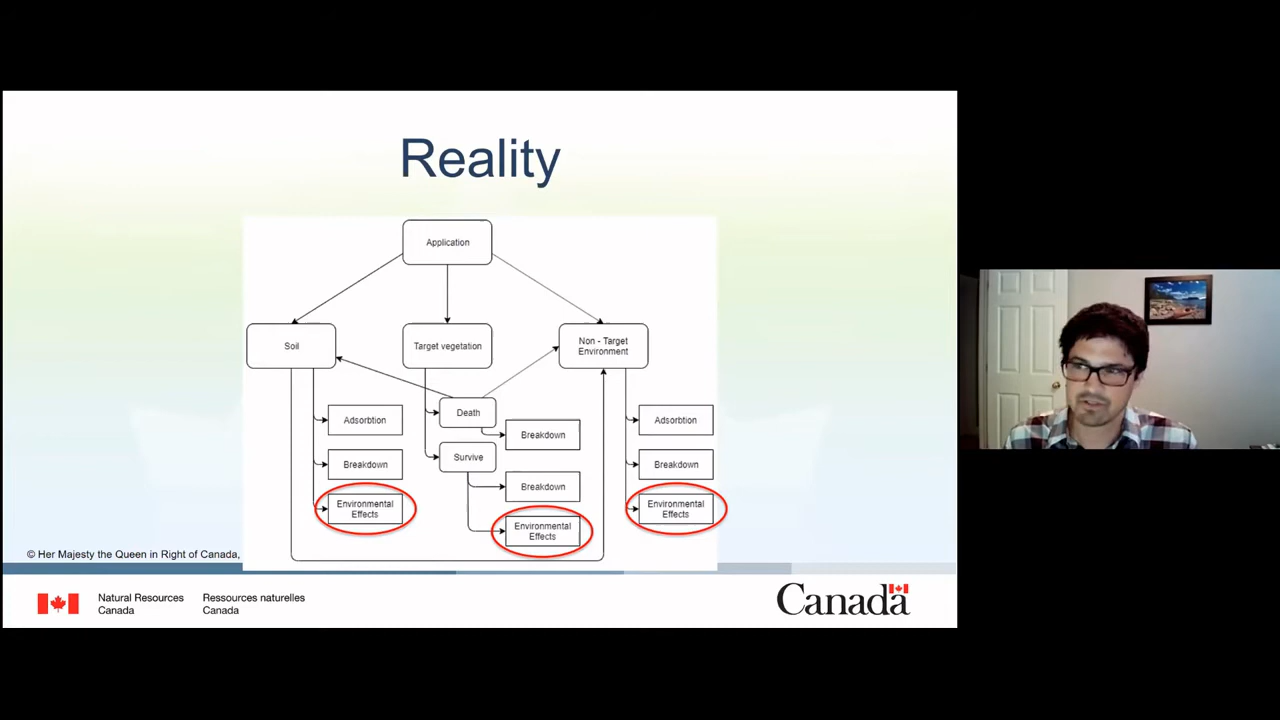 Reality
Application
Soil
Target vegetation
Non - Target
Environment
Adsorbtion
Breakdown
Environmental
Effects
Death
Breakdown
Survive
Breakdown
Environmental
Effects
Adsorbtion
Breakdown
Environmental
Effects
© Her Majesty the Queen in Right of Canada,
Natural Resources
Canada
Ressources naturelles
Canada
Canada